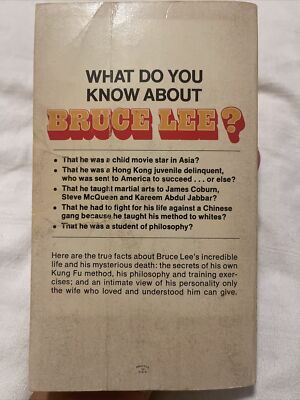 WHAT DO YOU
KNOW ABOUT
BRUCE LEE?
• That he was a child movie star in Asia?
• That he was a Hong Kong juvenile delinquent,
who was sent to America to succeed . . . or else?
• That he taught martial arts to James Coburn,
Steve McQueen and Kareem Abdul Jabbar?
• That he had to fight for his life against a Chinese
gang because he taught his method to whites?
• That he was a student of philosophy?
Here are the true facts about Bruce Lee's incredible
life and his mysterious death: the secrets of his own
Kung Fu method, his philosophy and training exer-
cises; and an intimate view of his personality only
the wife who loved and understood him can give.